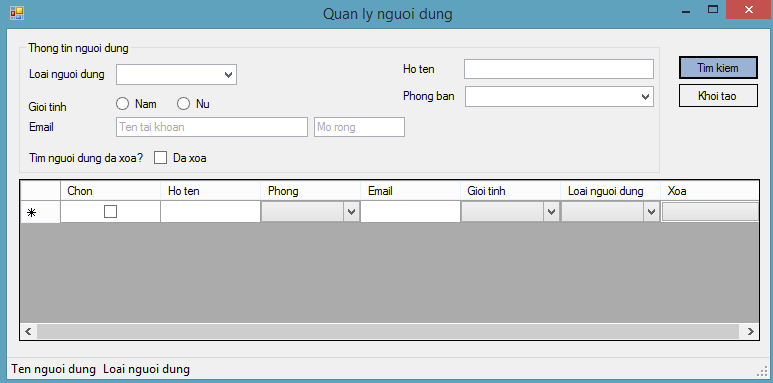 Quan ly nguoi dung
Thong tin nguoi dung
Loai nguoi dung
Ho ten
Tim kiem
Gioi tinh
Nam
Nu
Phong ban
Khoi tao
Email
Ten tai khoan
Mo rong
Tim nguoi dung da xoa?
Da xoa
Chon Ho ten Phong Email Gioi tinh Loai nguoi dung Xoa
Ten nguoi dung Loai nguoi dung